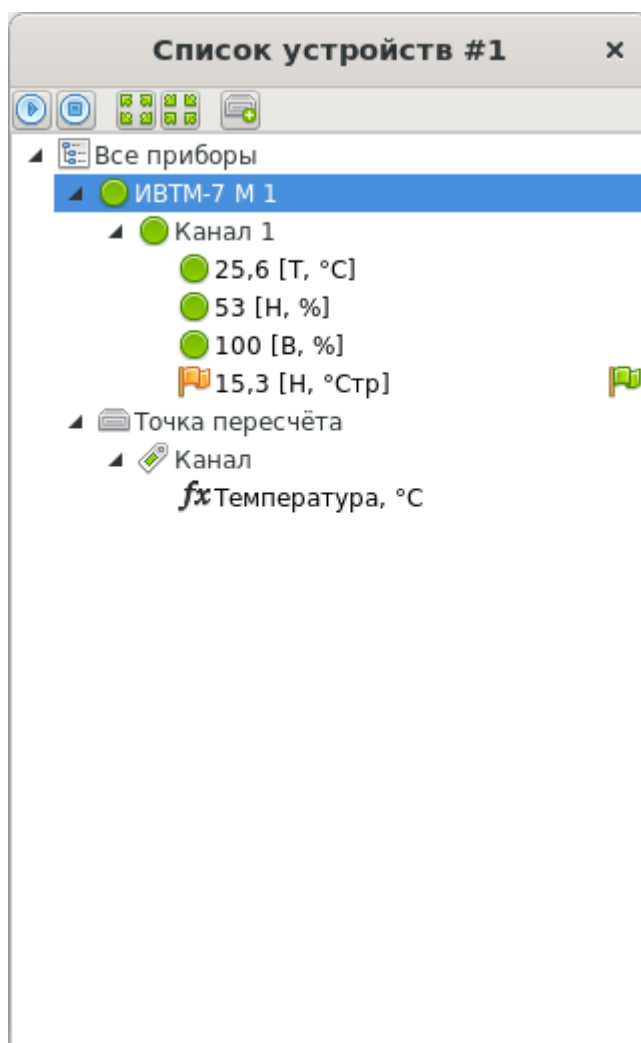 Список устройств #1
Все приборы
ИВТМ-7 М 1
Канал 1
25,6 [Т, °C]
53 [Н, %]
100 [В, %]
15,3 [Н, °Стр]
Точка пересчёта
Канал
fx Температура, °C